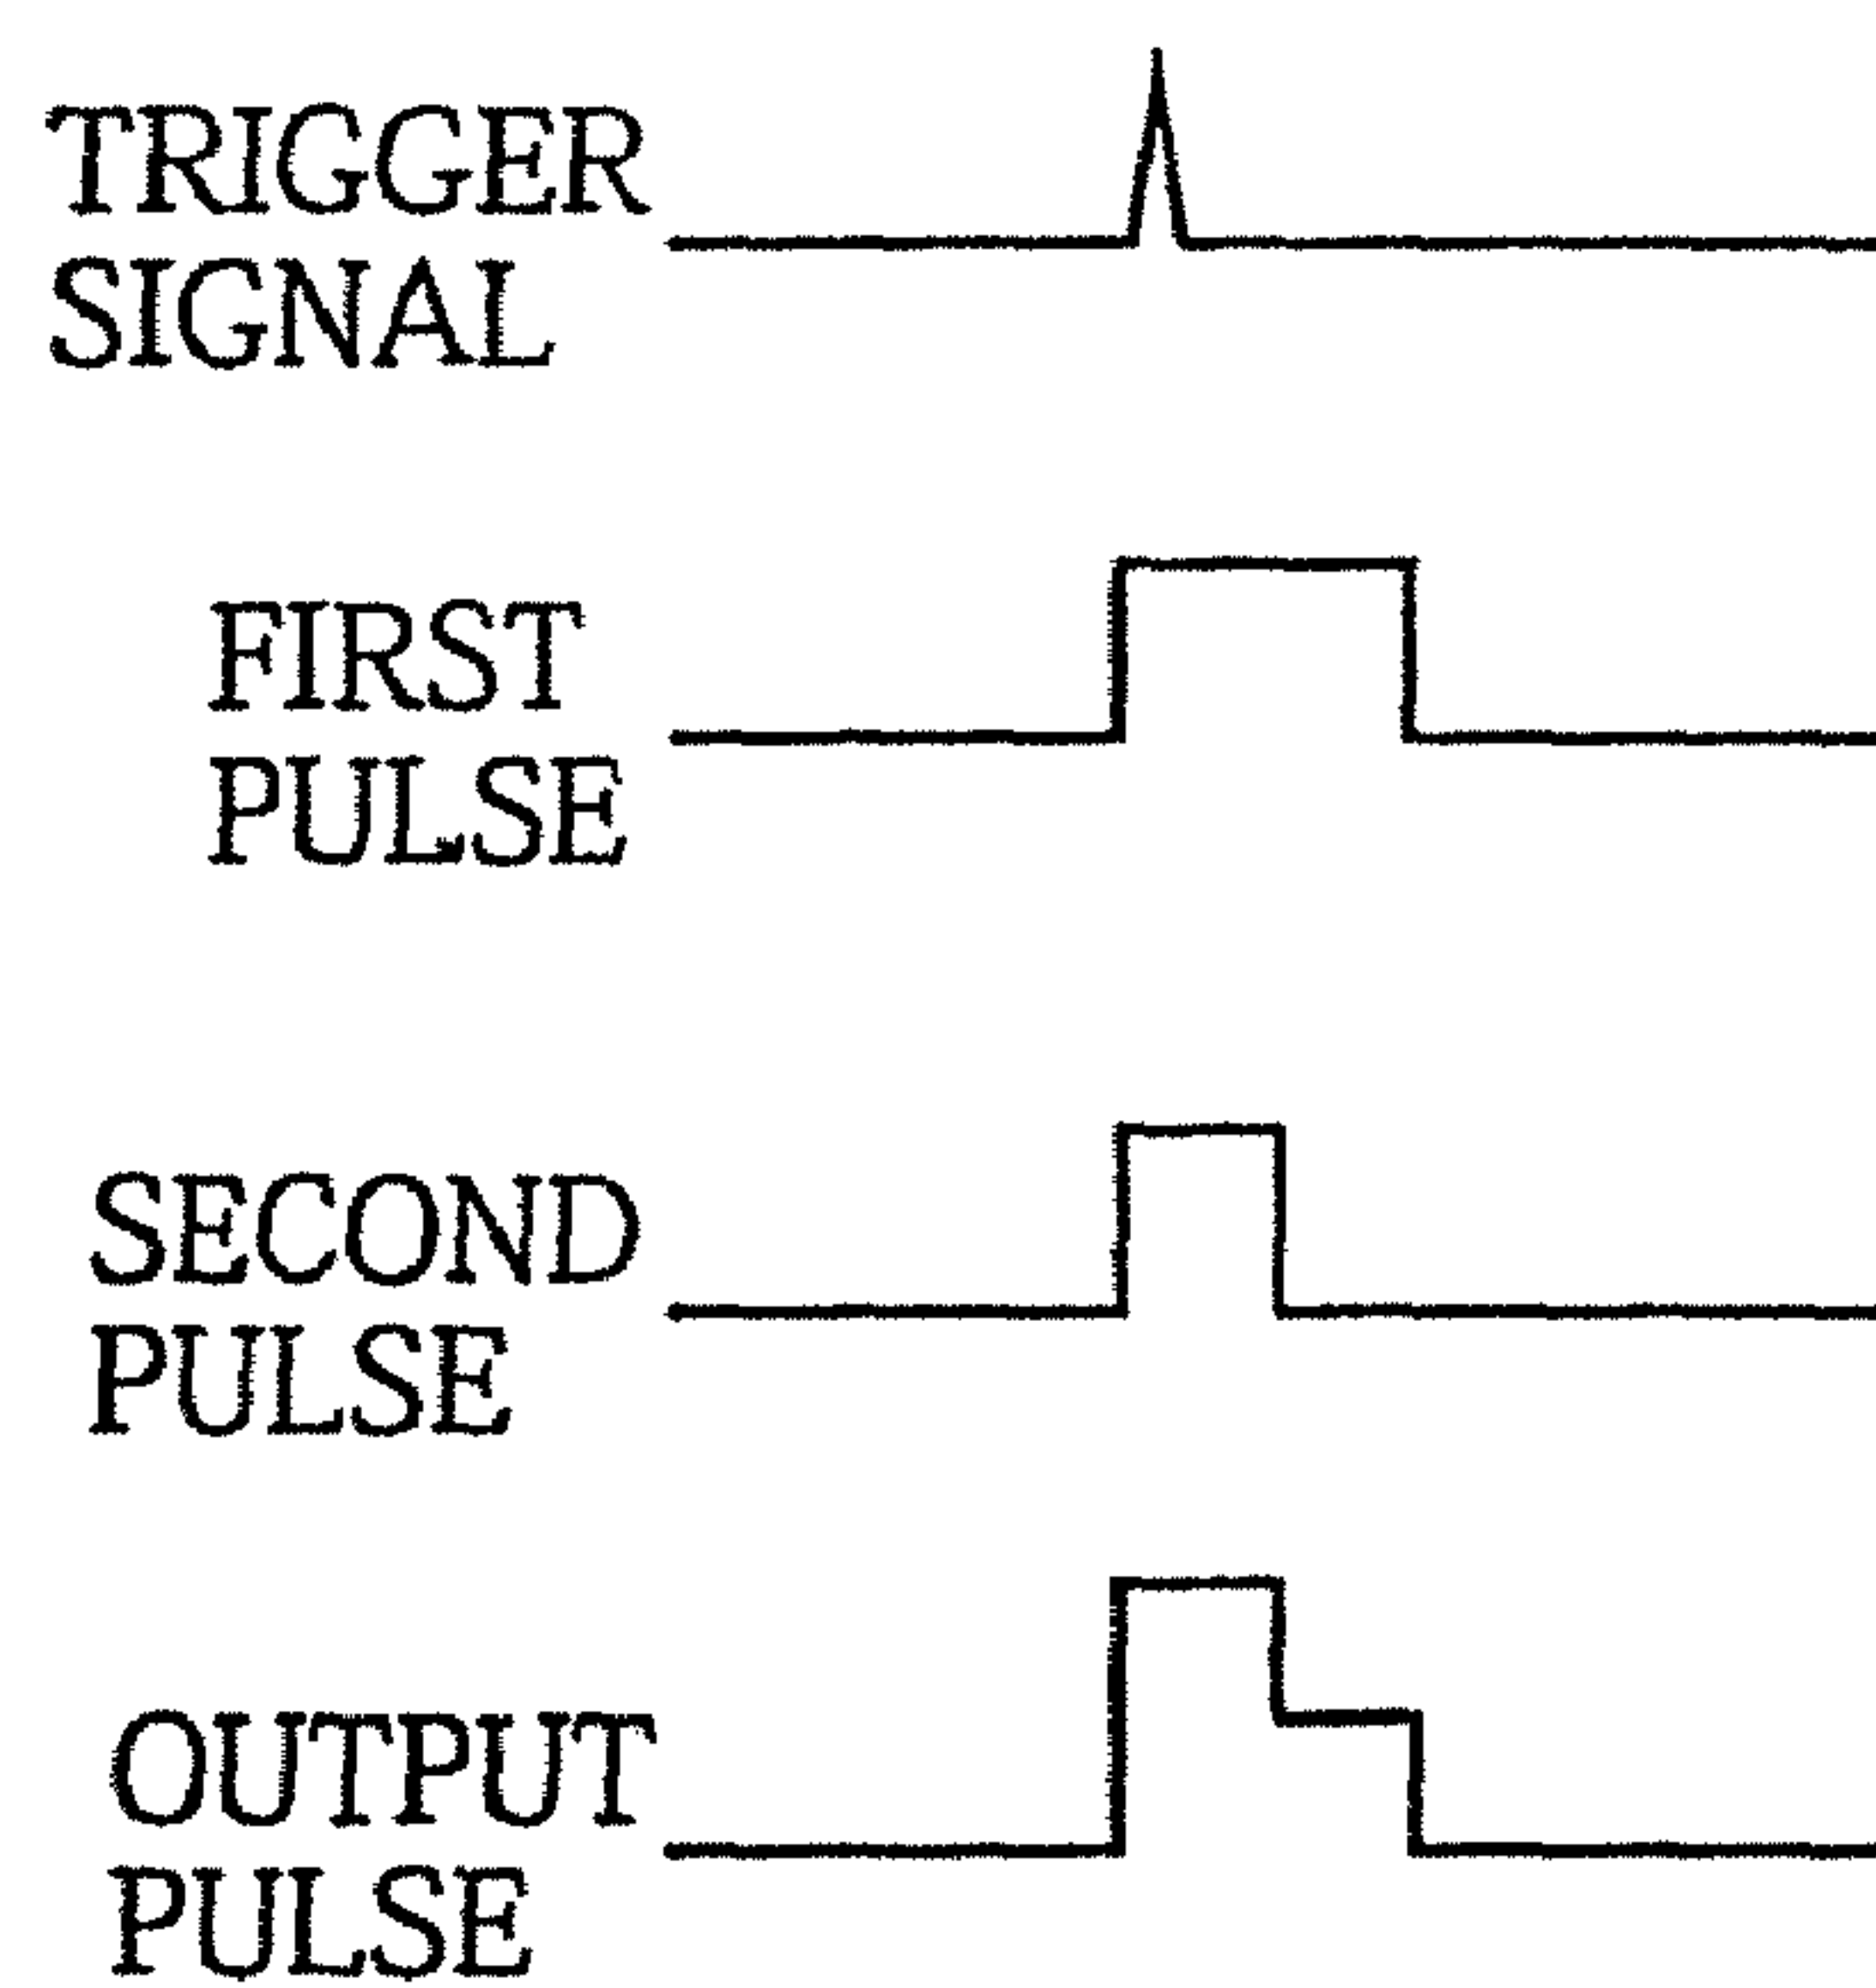 TRIGGER
SIGNAL
FIRST
PULSE
SECOND
PULSE
OUTPUT
PULSE